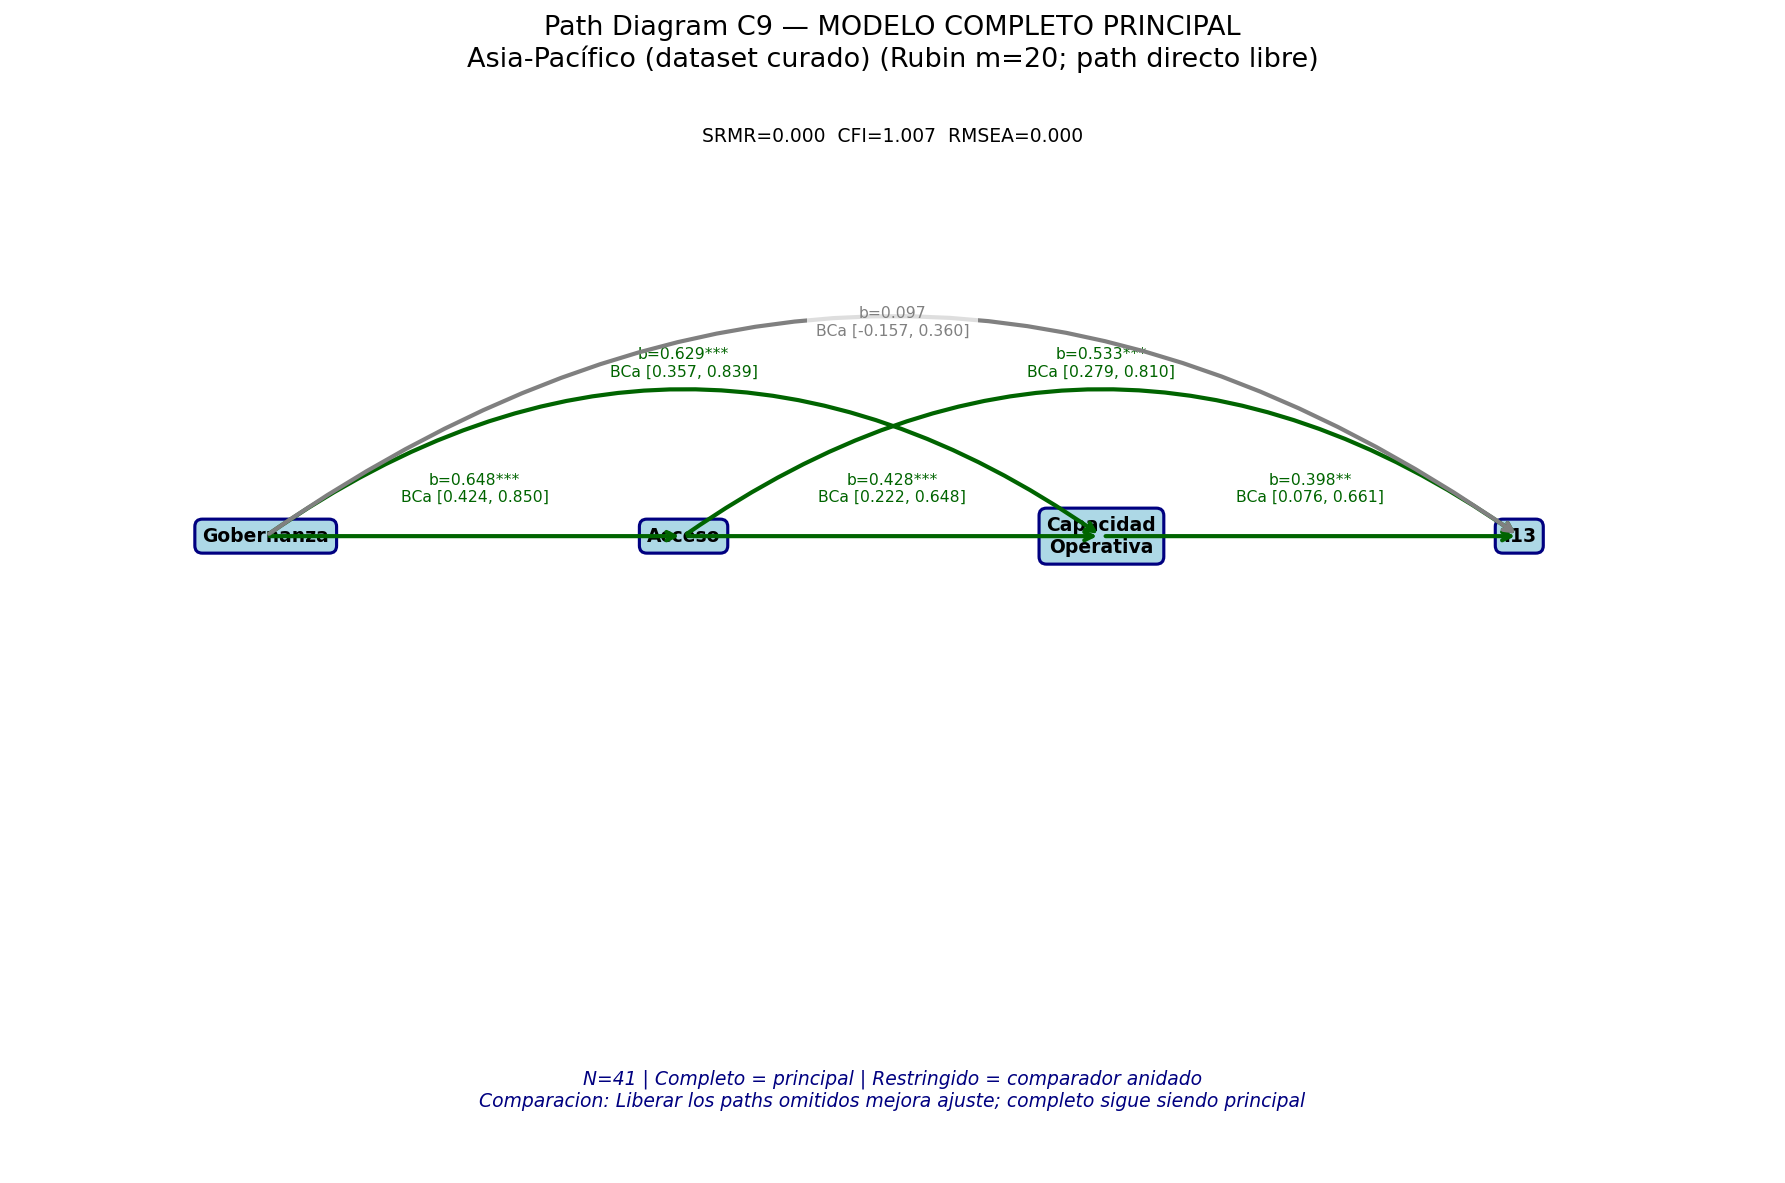 Path Diagram C9 — MODELO COMPLETO PRINCIPAL
Asia-Pacífico (dataset curado) (Rubin m=20; path directo libre)
SRMR=0.000  CFI=1.007  RMSEA=0.000
b=0.097
BCa [-0.157, 0.360]
b=0.629***
BCa [0.357, 0.839]
b=0.533***
BCa [0.279, 0.810]
b=0.648***
BCa [0.424, 0.850]
b=0.428***
BCa [0.222, 0.648]
b=0.398**
BCa [0.076, 0.661]
Gobernanza
Acceso
Capacidad
Operativa
N=41 | Completo = principal | Restringido = comparador anidado
Comparacion: Liberar los paths omitidos mejora ajuste; completo sigue siendo principal